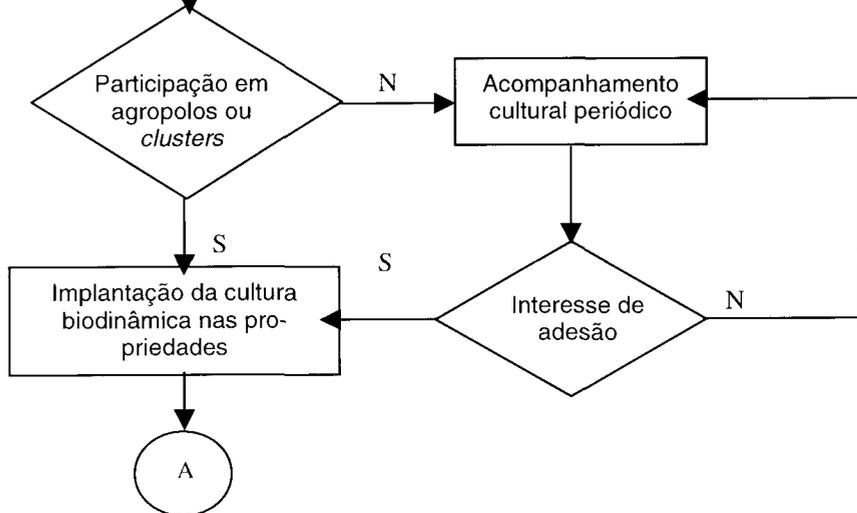 Participação em
agropolos ou
clusters
N
Acompanhamento
cultural periódico
S
Implantação da cultura
biodinâmica nas pro-
priedades
S
Interesse de
adesão
N
A